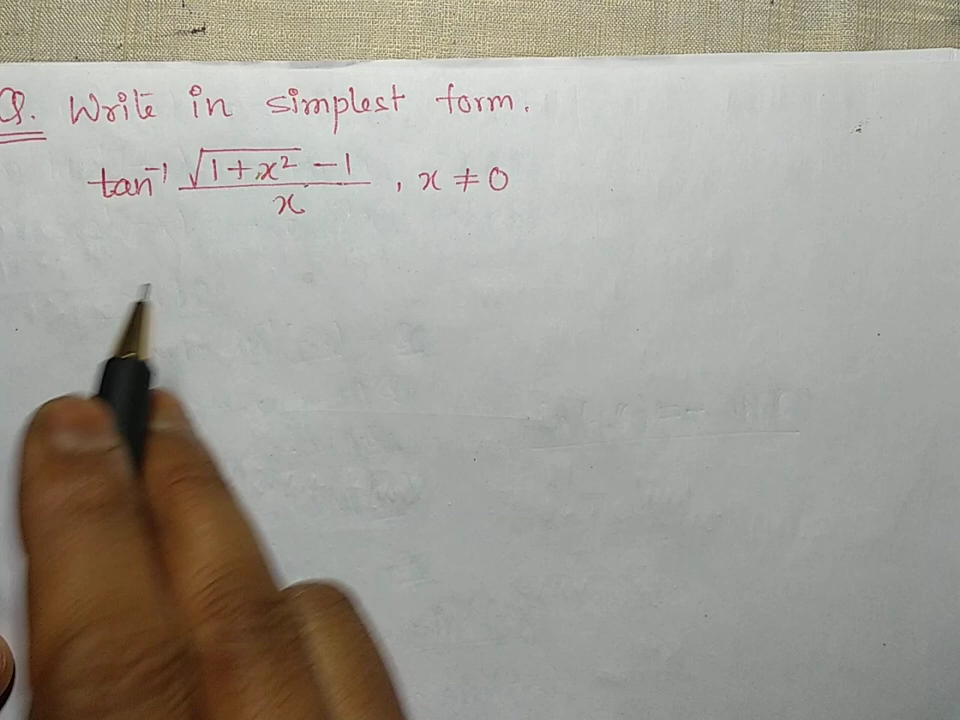 Q. Write in simplest form.
tan⁻¹ (√(1+x²) - 1)/x , x ≠ 0